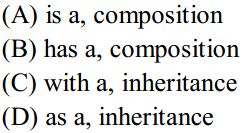 (A) is a, composition
(B) has a, composition
(C) with a, inheritance
(D) as a, inheritance